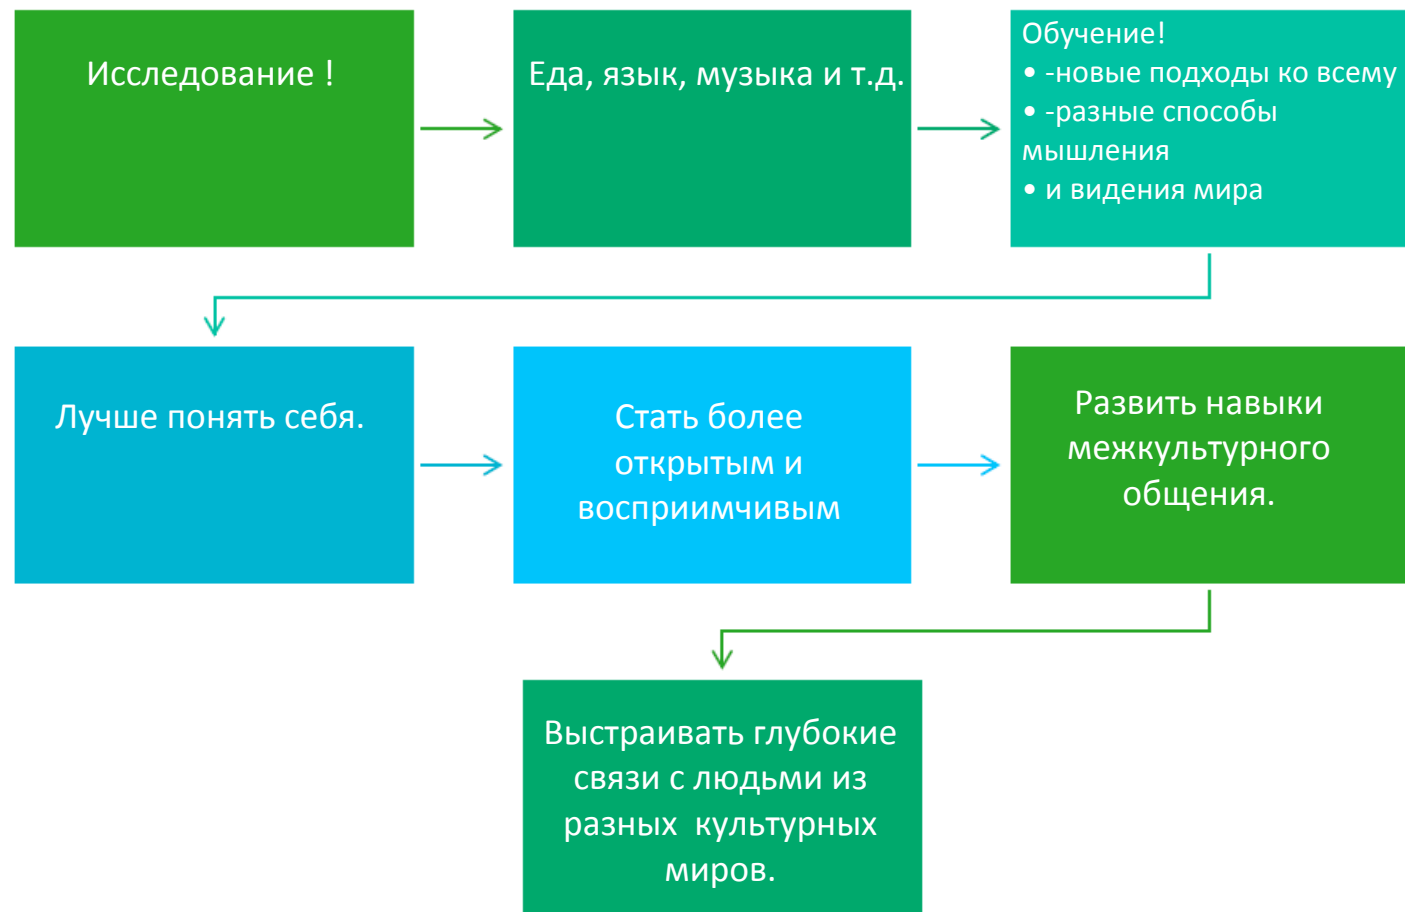 Исследование !
Еда, язык, музыка и т.д.
Обучение!
• -новые подходы ко всему
• -разные способы
мышления
• и видения мира
Лучше понять себя.
Стать более
открытым и
восприимчивым
Развить навыки
межкультурного
общения.
Выстраивать глубокие
связи с людьми из
разных  культурных
миров.